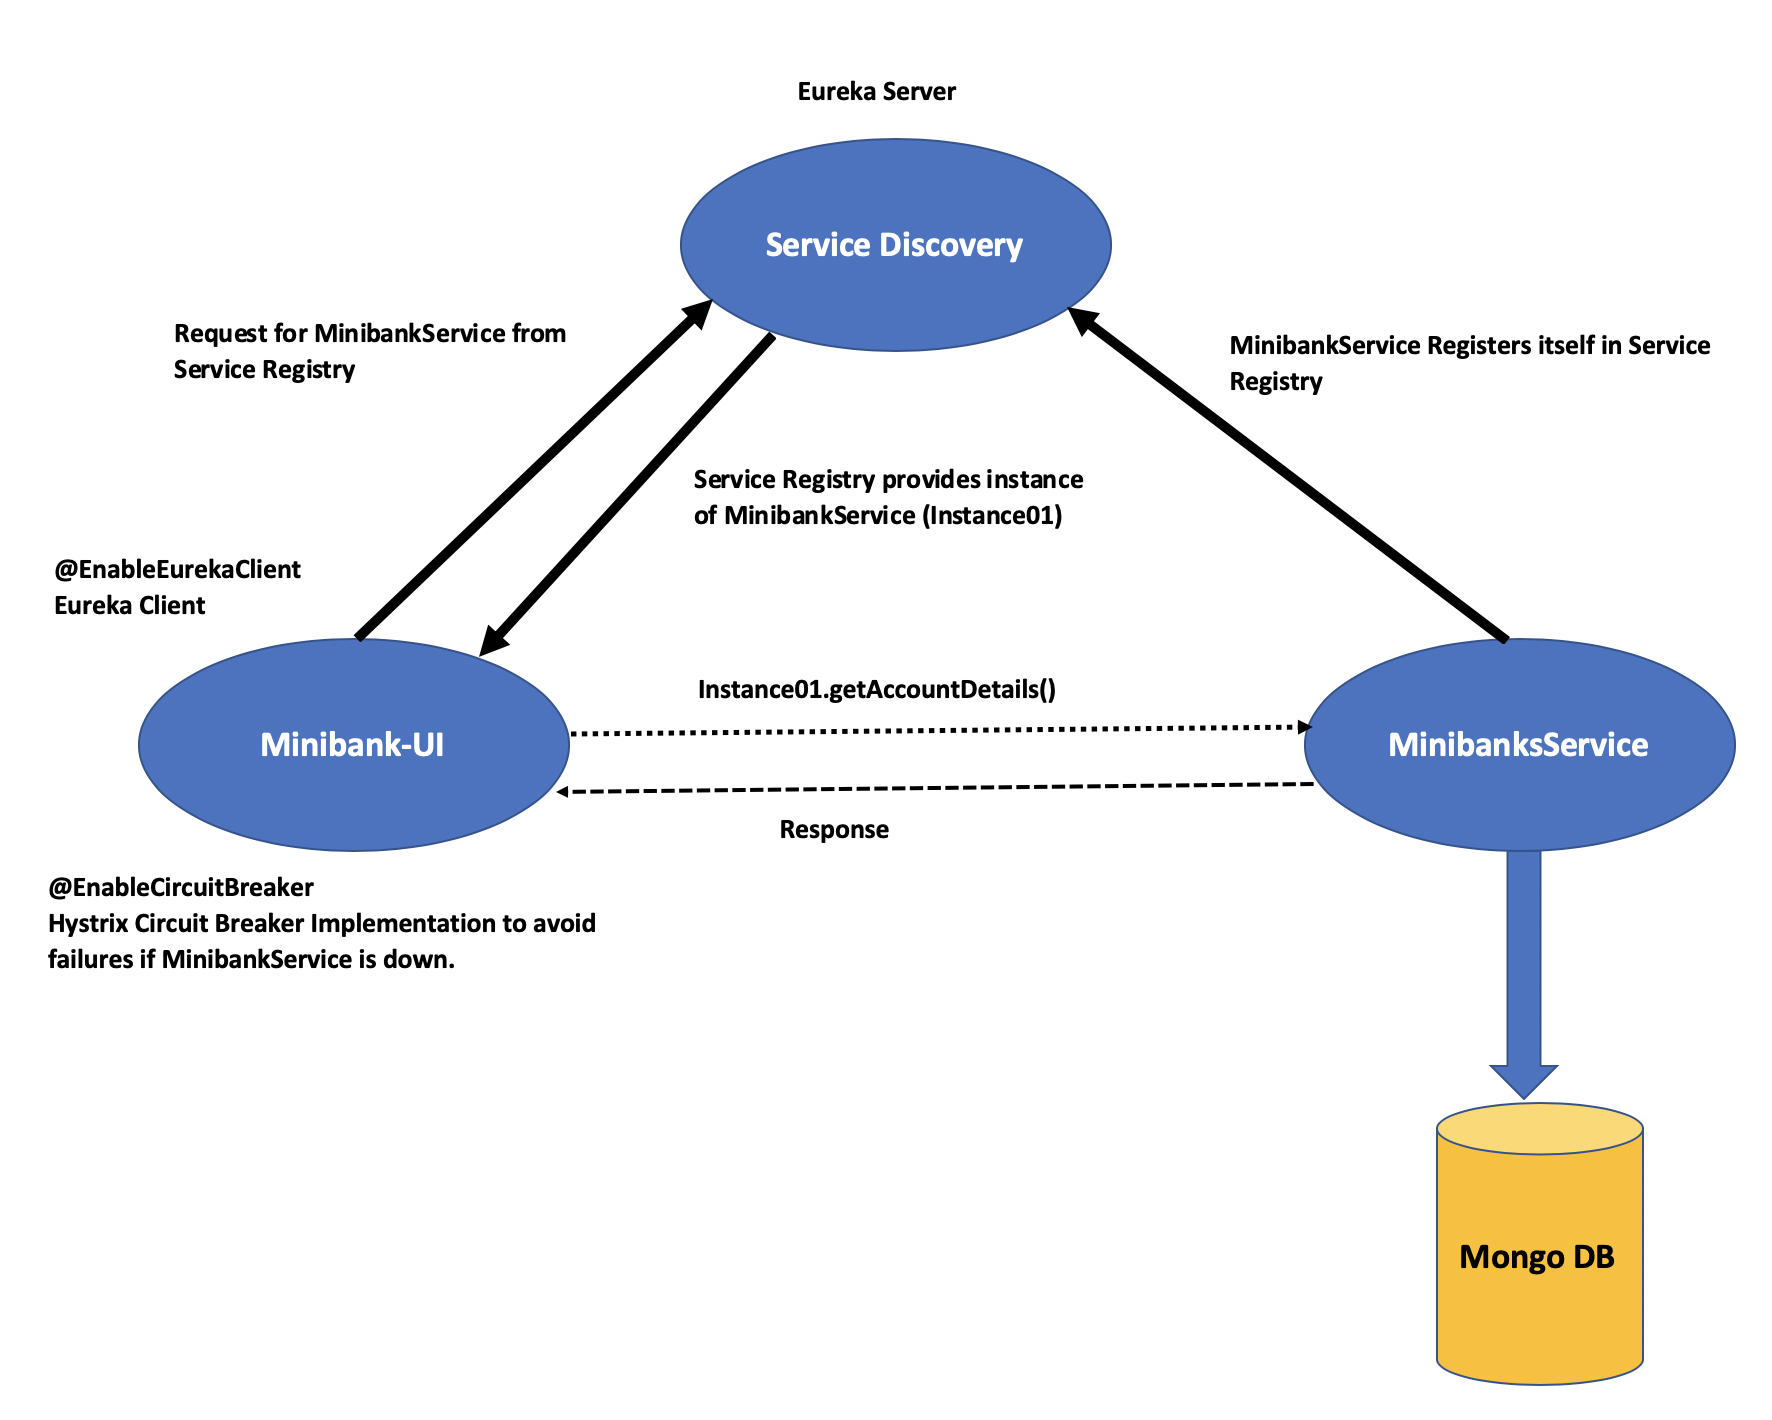 Eureka Server
Service Discovery
Request for MinibankService from
Service Registry
MinibankService Registers itself in Service
Registry
Service Registry provides instance
of MinibankService (Instance01)
@EnableEurekaClient
Eureka Client
Instance01.getAccountDetails()
Minibank-UI
MinibanksService
Response
@EnableCircuitBreaker
Hystrix Circuit Breaker Implementation to avoid
failures if MinibankService is down.
Mongo DB